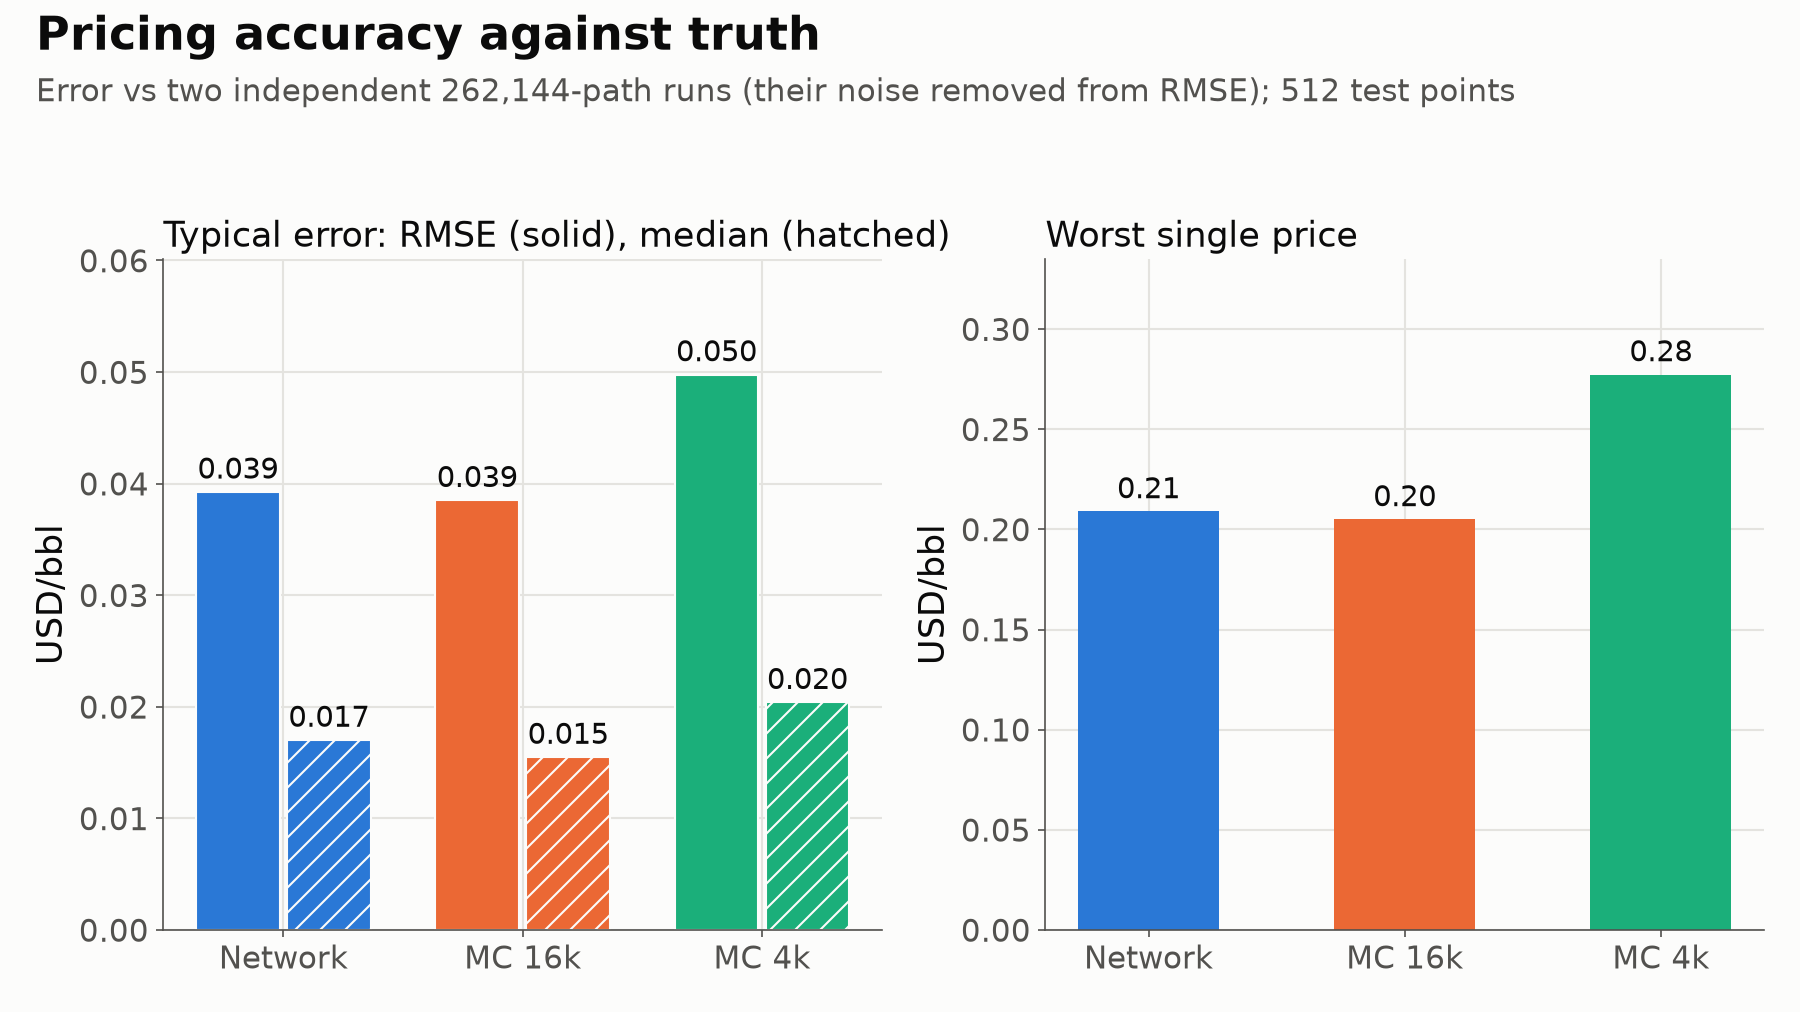 Pricing accuracy against truth
Error vs two independent 262,144-path runs (their noise removed from RMSE); 512 test points
Typical error: RMSE (solid), median (hatched)
USD/bbl
0.06
0.05
0.04
0.03
0.02
0.01
0.00
0.039
0.017
0.039
0.015
0.050
0.020
Network
MC 16k
MC 4k
Worst single price
USD/bbl
0.30
0.25
0.20
0.15
0.10
0.05
0.00
0.21
0.20
0.28
Network
MC 16k
MC 4k